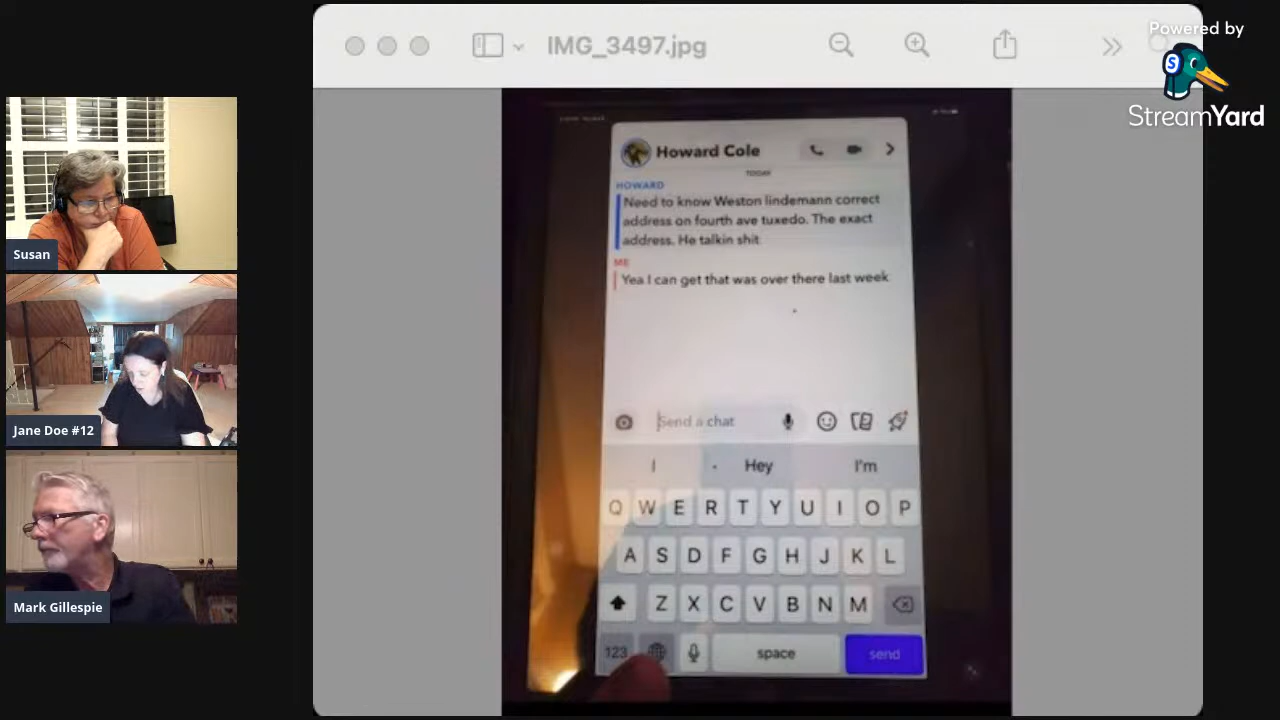 IMG_3497.jpg
Powered by
S
StreamYard
Howard Cole
TODAY
HOWARD
Need to know Weston lindemann correct
address on fourth ave tuxedo. The exact
address. He talkin shit
ME
Yea I can get that was over there last week
Send a chat
I Hey I'm
Q W E R T Y U I O P
A S D F G H J K L
Z X C V B N M
123 space send
Susan
Jane Doe #12
Mark Gillespie